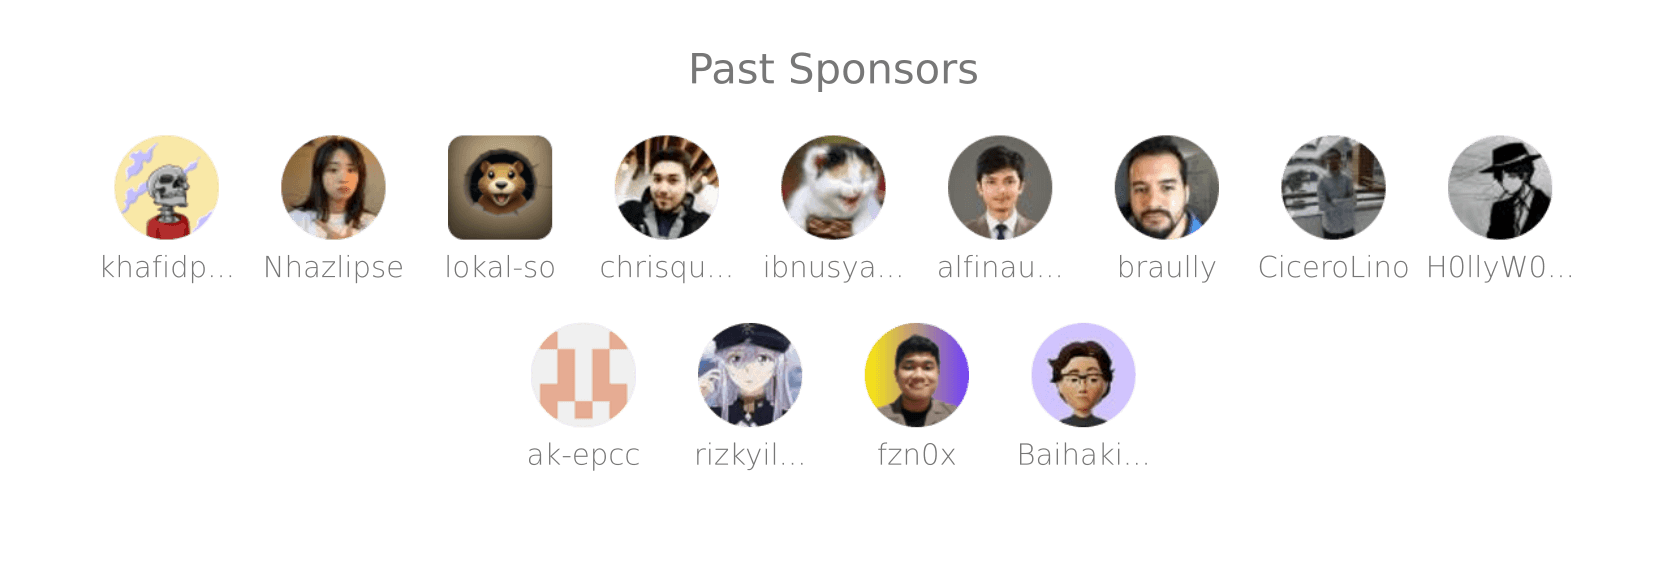 Past Sponsors
khafidp... Nhazlipse lokal-so chrisqu... ibnusya... alfinau... braully CiceroLino H0llyW0...
ak-epcc rizkyil... fzn0x Baihaki...